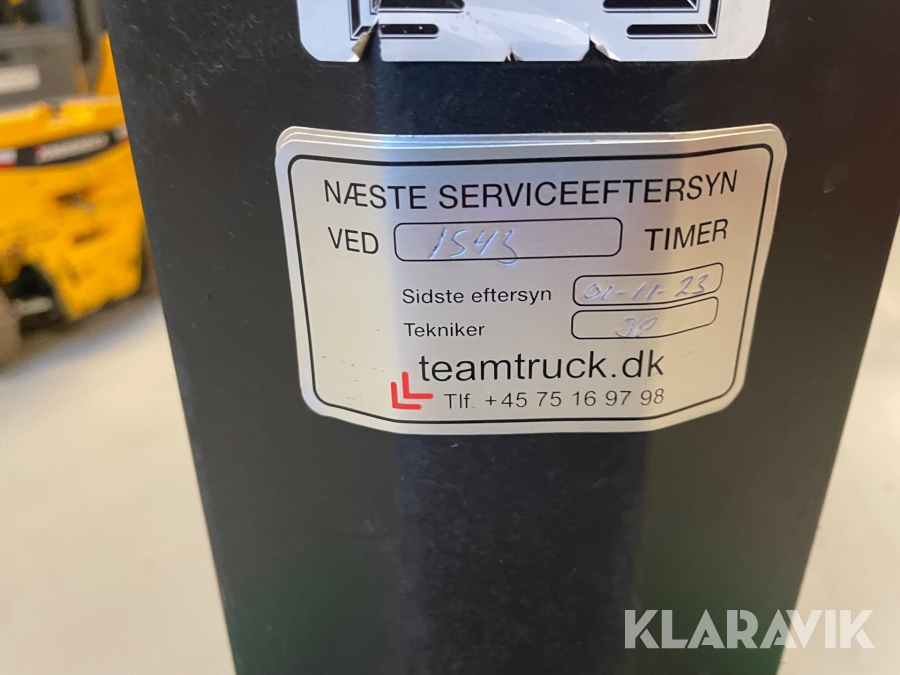 NÆSTE SERVICEEFTERSYN
VED 1543 TIMER
Sidste eftersyn 01-11-23
Tekniker
teamtruck.dk
Tlf. +45 75 16 97 98
KLARAVIK